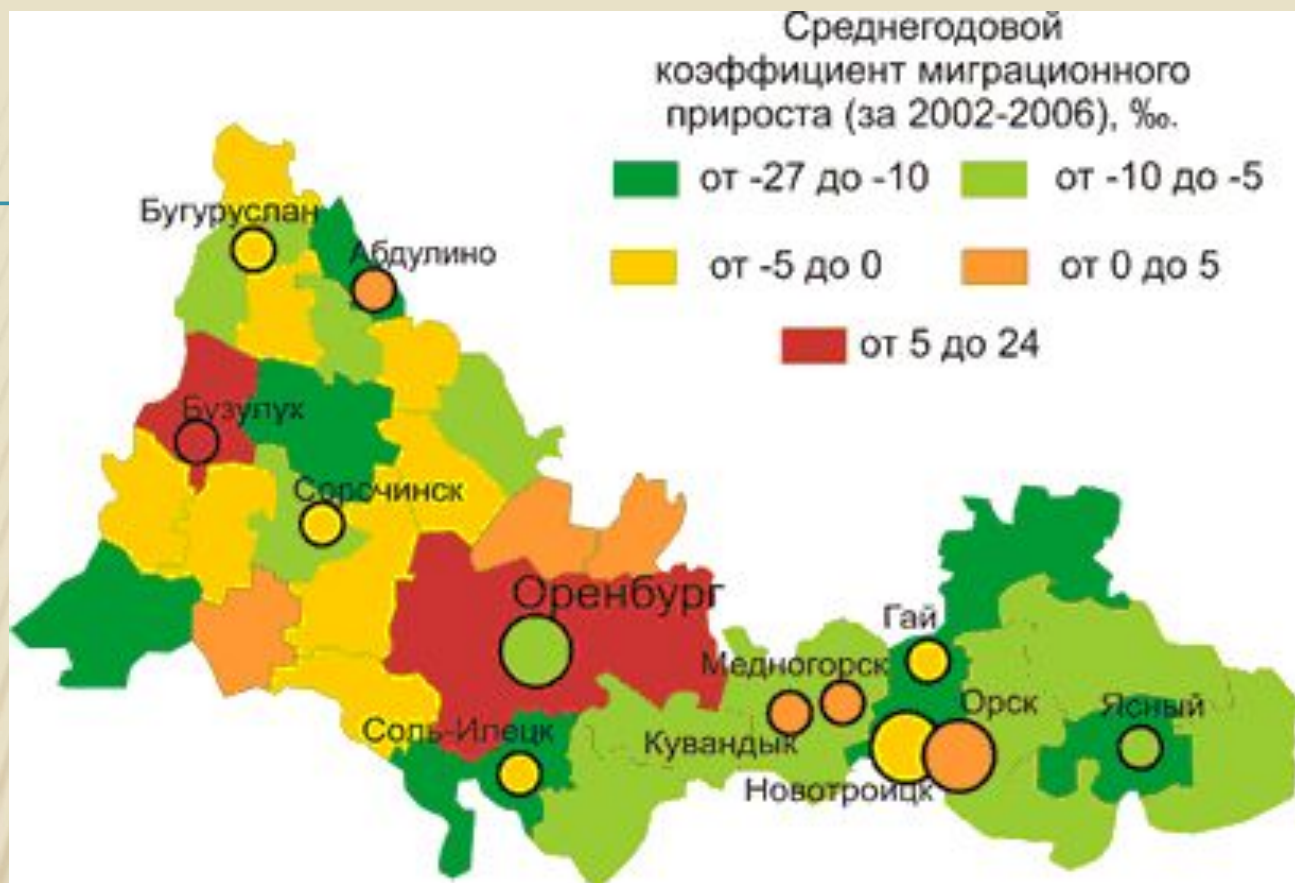 Среднегодовой
коэффициент миграционного
прироста (за 2002-2006), ‰.
от -27 до -10
от -10 до -5
от -5 до 0
от 0 до 5
от 5 до 24
Бугуруслан
Абдулино
Бузулук
Сорочинск
Оренбург
Гай
Медногорск
Орск
Ясный
Соль-Илецк
Кувандык
Новотроицк